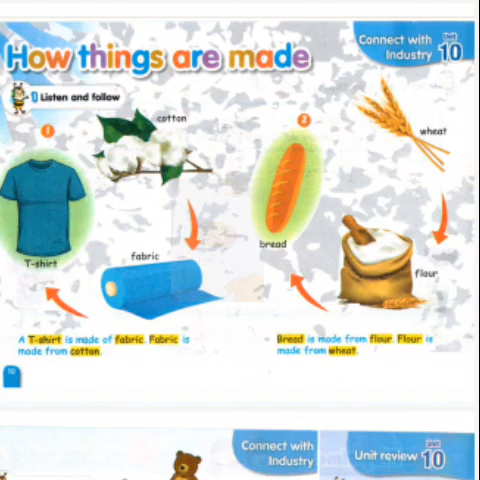 How things are made
Connect with
Industry
Unit
10
1 Listen and follow
1
cotton
2
wheat
T-shirt
fabric
bread
flour
A T-shirt is made of fabric. Fabric is
made from cotton.
Bread is made from flour. Flour is
made from wheat.
Connect with
Industry
Unit review
Unit
10